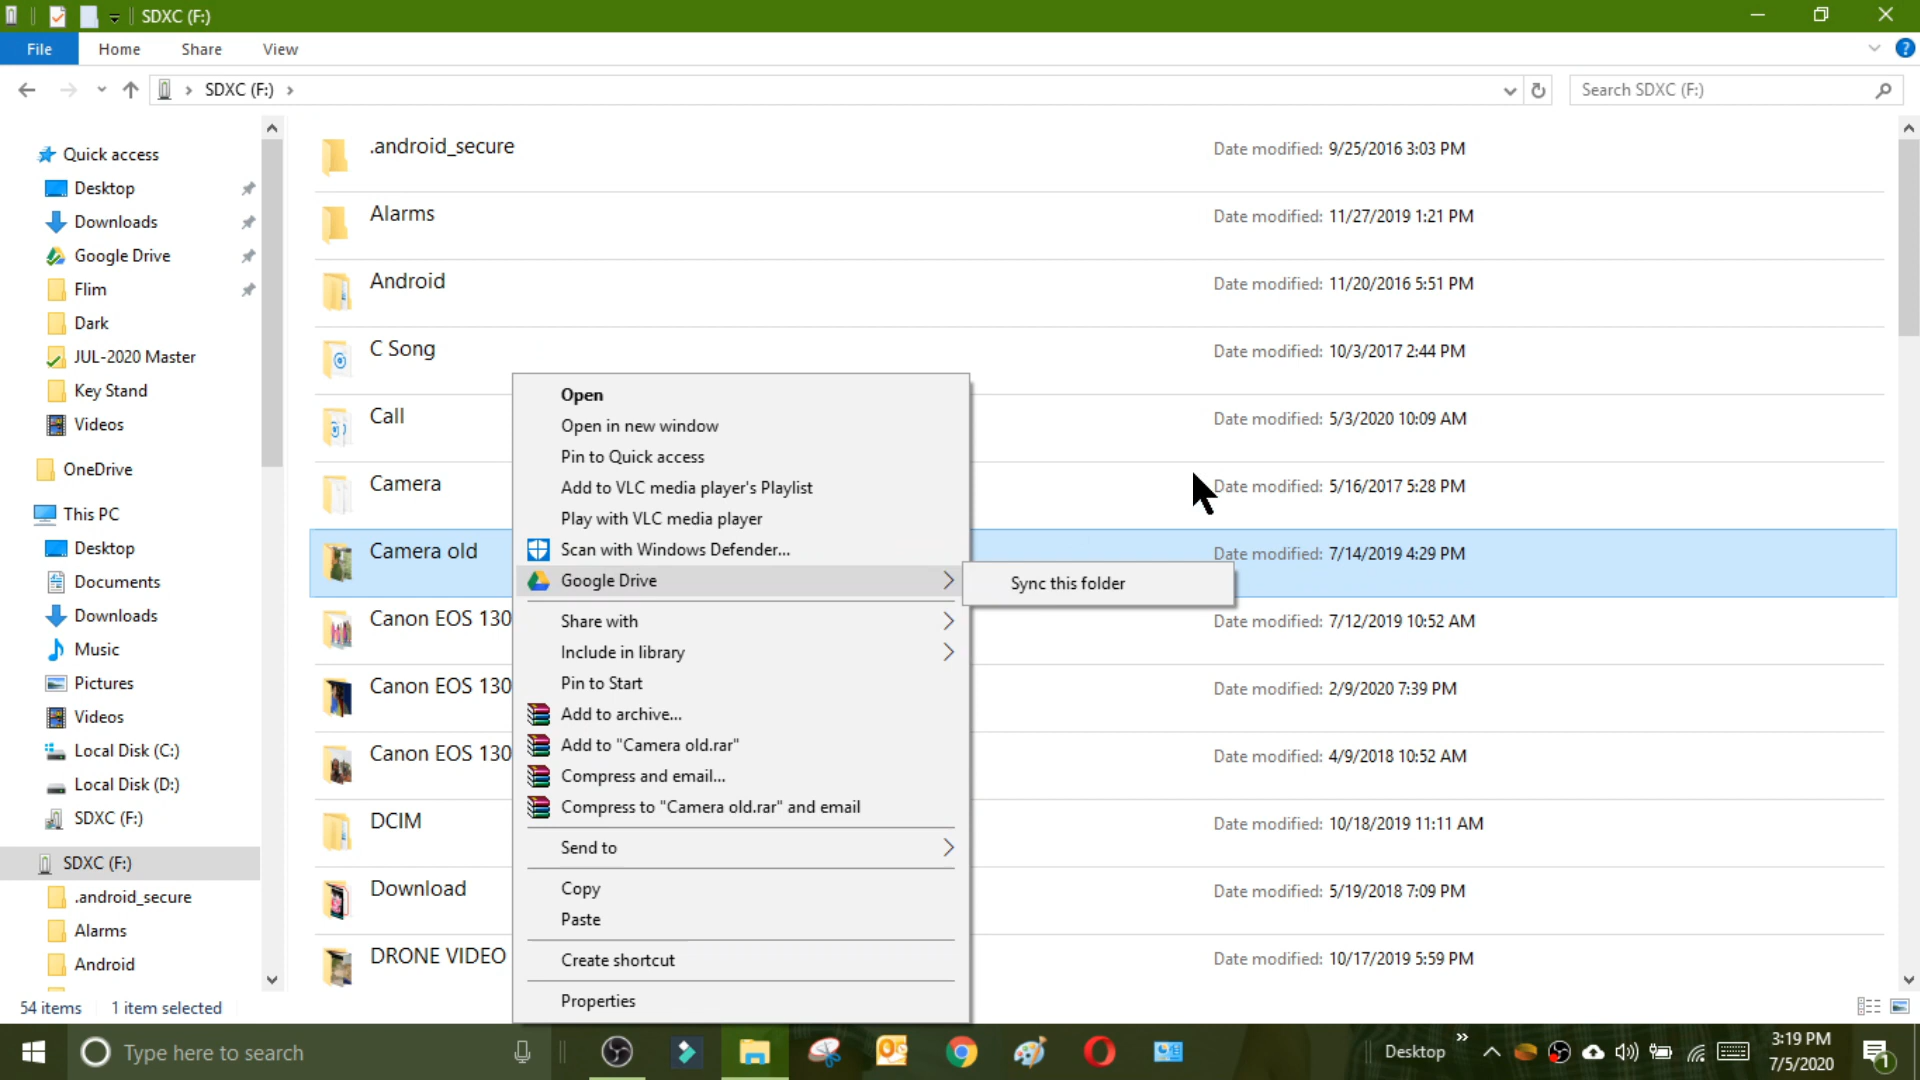 SDXC (F:)
File Home Share View
SDXC (F:)
Search SDXC (F:)
Quick access
Desktop
Downloads
Google Drive
Flim
Dark
JUL-2020 Master
Key Stand
Videos
OneDrive
This PC
Desktop
Documents
Downloads
Music
Pictures
Videos
Local Disk (C:)
Local Disk (D:)
SDXC (F:)
SDXC (F:)
.android_secure
Alarms
Android
.android_secure Date modified: 9/25/2016 3:03 PM
Alarms Date modified: 11/27/2019 1:21 PM
Android Date modified: 11/20/2016 5:51 PM
C Song Date modified: 10/3/2017 2:44 PM
Call Date modified: 5/3/2020 10:09 AM
Camera Date modified: 5/16/2017 5:28 PM
Camera old Date modified: 7/14/2019 4:29 PM
Canon EOS 130 Date modified: 7/12/2019 10:52 AM
Canon EOS 130 Date modified: 2/9/2020 7:39 PM
Canon EOS 130 Date modified: 4/9/2018 10:52 AM
DCIM Date modified: 10/18/2019 11:11 AM
Download Date modified: 5/19/2018 7:09 PM
DRONE VIDEO Date modified: 10/17/2019 5:59 PM
Open
Open in new window
Pin to Quick access
Add to VLC media player's Playlist
Play with VLC media player
Scan with Windows Defender...
Google Drive
Sync this folder
Share with
Include in library
Pin to Start
Add to archive...
Add to "Camera old.rar"
Compress and email...
Compress to "Camera old.rar" and email
Send to
Copy
Paste
Create shortcut
Properties
54 items 1 item selected
Type here to search
Desktop
3:19 PM
7/5/2020
1